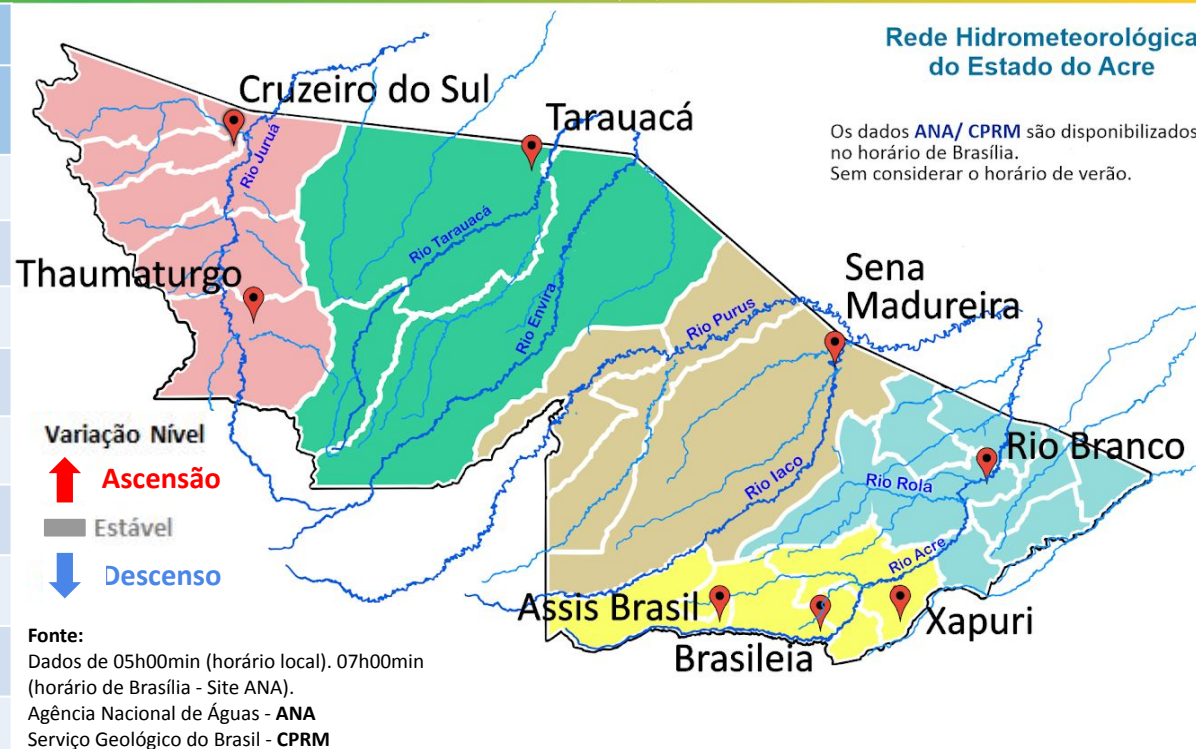 Rede Hidrometeorológica
do Estado do Acre
Os dados ANA/ CPRM são disponibilizados
no horário de Brasília.
Sem considerar o horário de verão.
Cruzeiro do Sul
Tarauacá
Rio Juruá
Rio Tarauacá
Thaumaturgo
Rio Envira
Sena
Madureira
Rio Purus
Rio Branco
Rio Iaco
Rio Rola
Rio Acre
Assis Brasil
Brasileia
Xapuri
Variação Nível
Ascensão
Estável
Descenso
Fonte:
Dados de 05h00min (horário local). 07h00min
(horário de Brasília - Site ANA).
Agência Nacional de Águas - ANA
Serviço Geológico do Brasil - CPRM